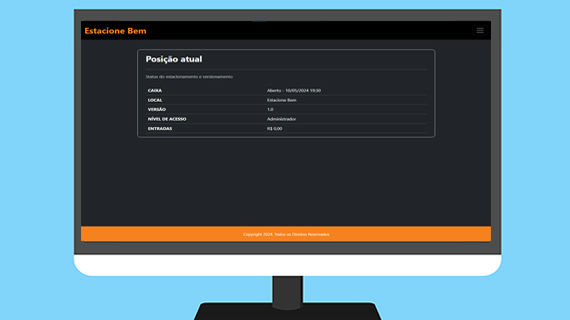 Estacione Bem
Posição atual
Status do estacionamento e versionamento
CAIXA Aberto - 10/05/2024 19:30
LOCAL Estacione Bem
VERSÃO 1.0
NÍVEL DE ACESSO Administrador
ENTRADAS R$ 0,00
Copyright 2024. Todos os Direitos Reservados